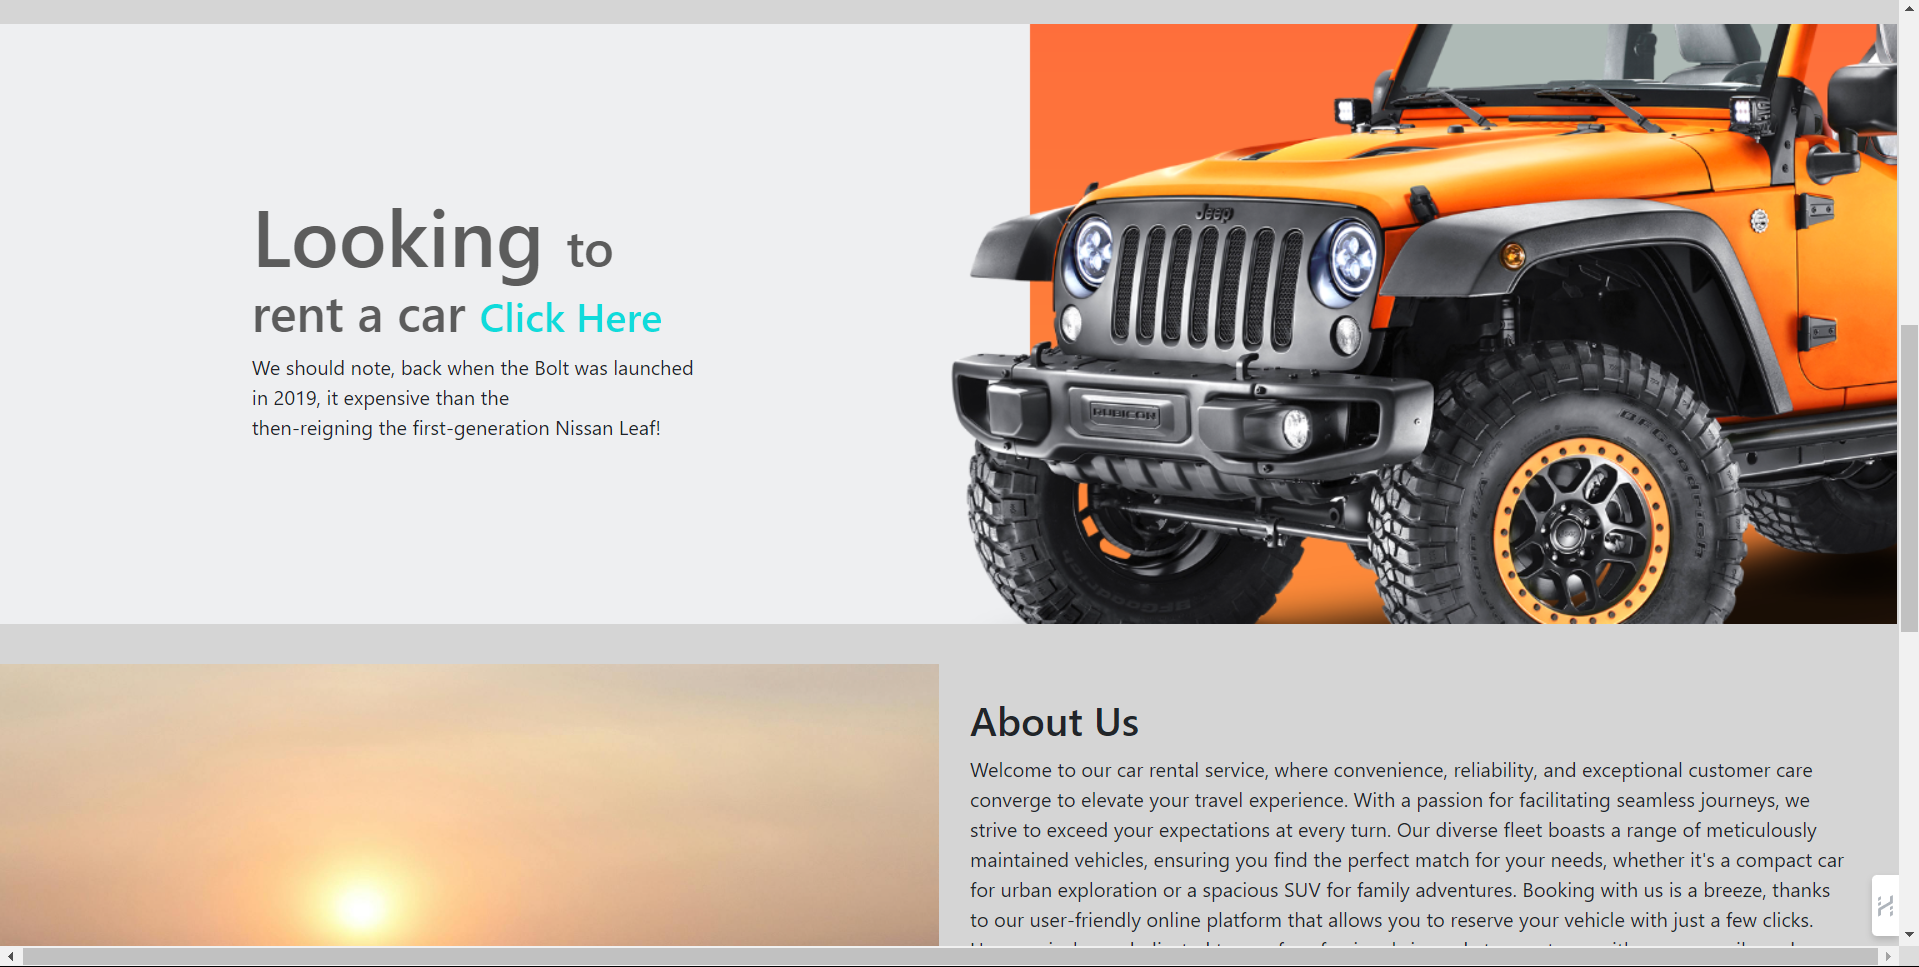 Looking to
rent a car Click Here
We should note, back when the Bolt was launched
in 2019, it expensive than the
then-reigning the first-generation Nissan Leaf!
Jeep
RUBICON
BFGoodrich
BFGoodrich
About Us
Welcome to our car rental service, where convenience, reliability, and exceptional customer care
converge to elevate your travel experience. With a passion for facilitating seamless journeys, we
strive to exceed your expectations at every turn. Our diverse fleet boasts a range of meticulously
maintained vehicles, ensuring you find the perfect match for your needs, whether it's a compact car
for urban exploration or a spacious SUV for family adventures. Booking with us is a breeze, thanks
to our user-friendly online platform that allows you to reserve your vehicle with just a few clicks.